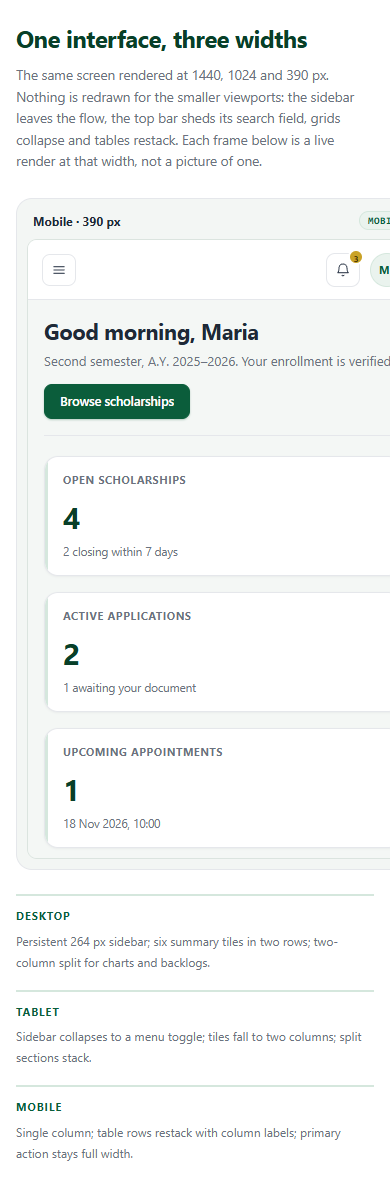 One interface, three widths
The same screen rendered at 1440, 1024 and 390 px.
Nothing is redrawn for the smaller viewports: the sidebar
leaves the flow, the top bar sheds its search field, grids
collapse and tables restack. Each frame below is a live
render at that width, not a picture of one.
Mobile · 390 px
MOBI
3
M
Good morning, Maria
Second semester, A.Y. 2025–2026. Your enrollment is verified
Browse scholarships
OPEN SCHOLARSHIPS
4
2 closing within 7 days
ACTIVE APPLICATIONS
2
1 awaiting your document
UPCOMING APPOINTMENTS
1
18 Nov 2026, 10:00
DESKTOP
Persistent 264 px sidebar; six summary tiles in two rows; two-
column split for charts and backlogs.
TABLET
Sidebar collapses to a menu toggle; tiles fall to two columns; split
sections stack.
MOBILE
Single column; table rows restack with column labels; primary
action stays full width.